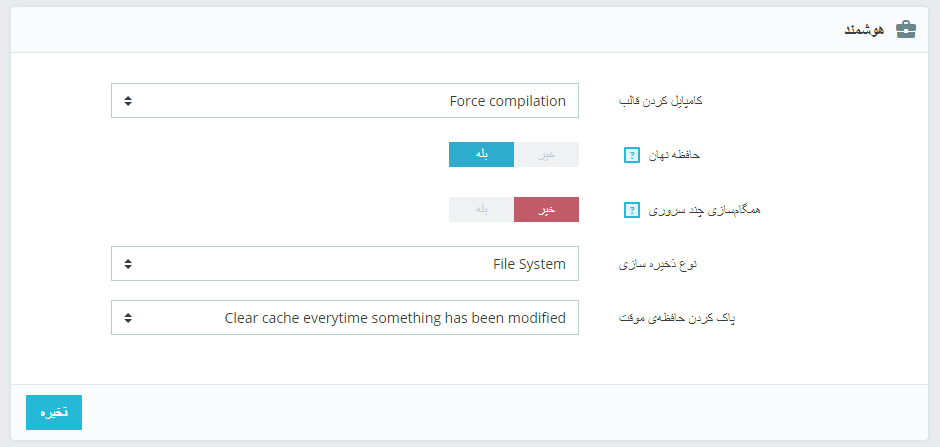 هوشمند
کامپایل کردن قالب
Force compilation
حافظه نهان ?
خیر بله
همگام‌سازی چند سروری ?
خیر بله
نوع ذخیره سازی
File System
پاک کردن حافظه‌ی موقت
Clear cache everytime something has been modified
ذخیره